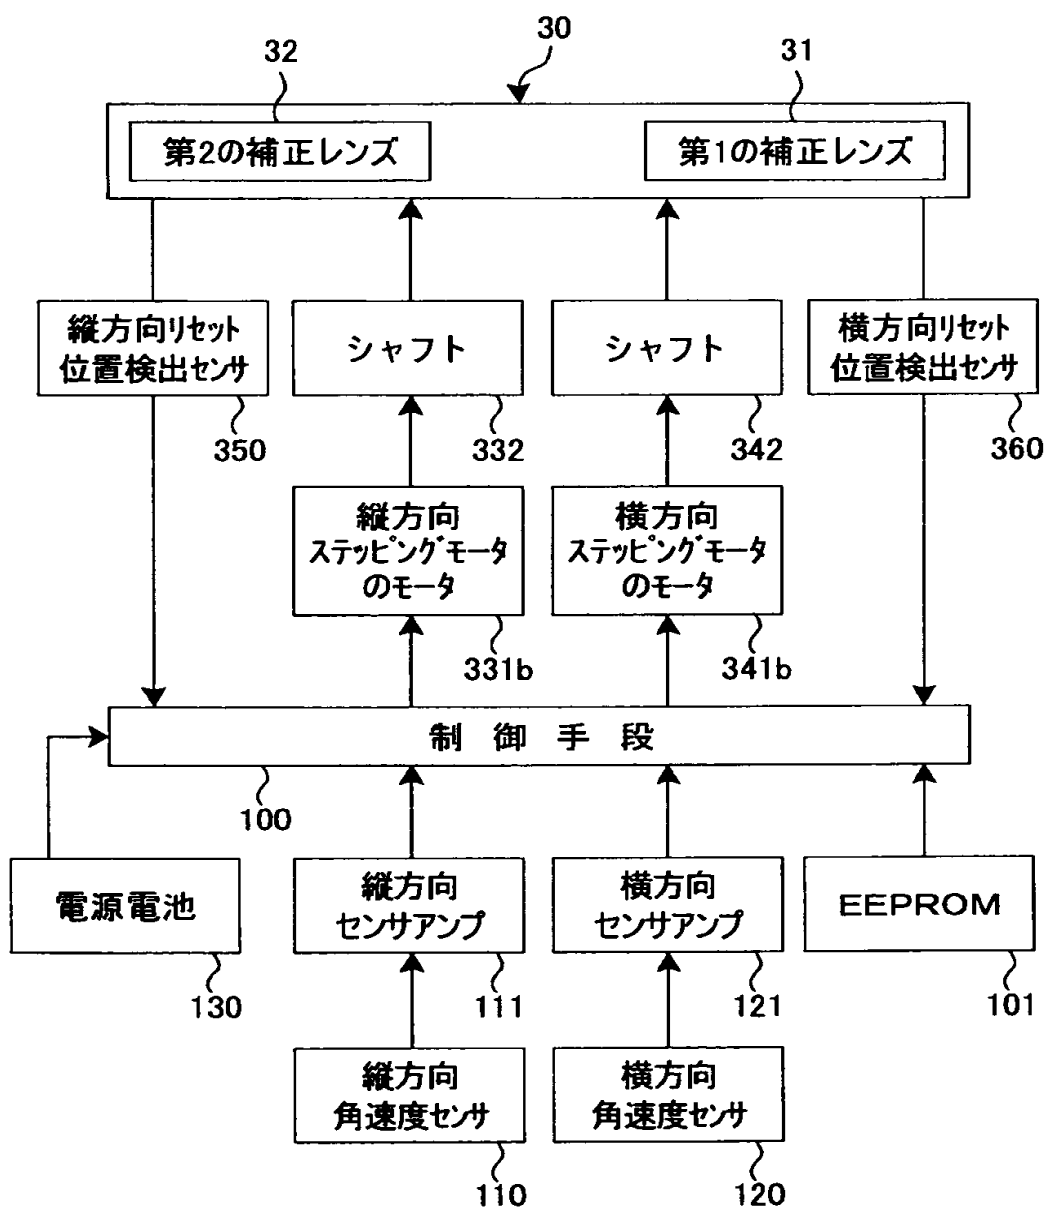 30
32
31
第2の補正レンズ
第1の補正レンズ
縦方向リセット
位置検出センサ
シャフト
シャフト
横方向リセット
位置検出センサ
350
332
342
360
縦方向
ステッピングモータ
のモータ
横方向
ステッピングモータ
のモータ
331b
341b
制御手段
100
電源電池
縦方向
センサアンプ
横方向
センサアンプ
EEPROM
130
111
121
101
縦方向
角速度センサ
横方向
角速度センサ
110
120